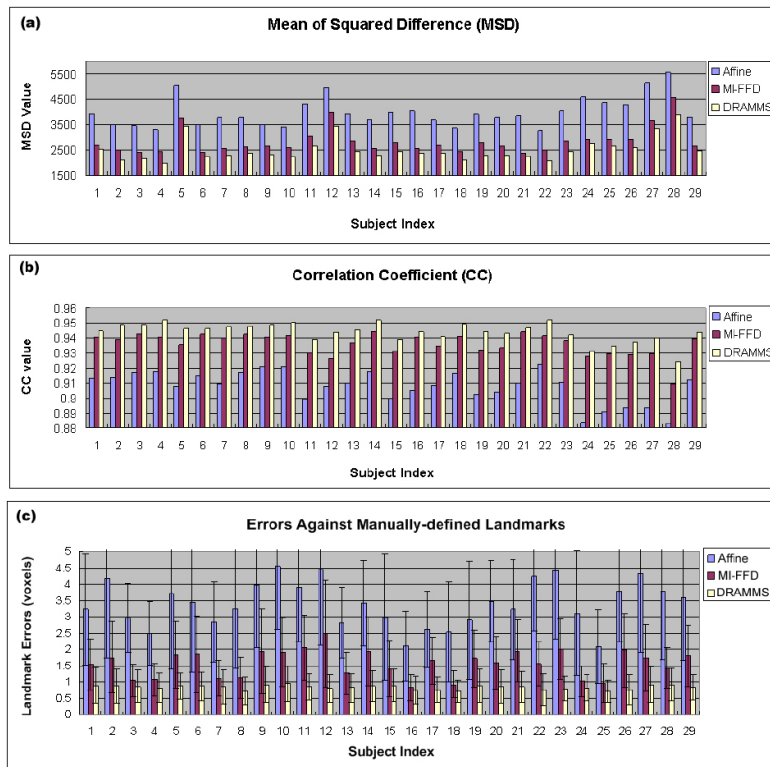 (a)
Mean of Squared Difference (MSD)
MSD Value
5500
4500
3500
2500
1500
1 2 3 4 5 6 7 8 9 10 11 12 13 14 15 16 17 18 19 20 21 22 23 24 25 26 27 28 29
Subject Index
Affine
MI-FFD
DRAMMS
(b)
Correlation Coefficient (CC)
CC value
0.96
0.95
0.94
0.93
0.92
0.91
0.9
0.89
0.88
1 2 3 4 5 6 7 8 9 10 11 12 13 14 15 16 17 18 19 20 21 22 23 24 25 26 27 28 29
Subject Index
Affine
MI-FFD
DRAMMS
(c)
Errors Against Manually-defined Landmarks
Landmark Errors (voxels)
5
4.5
4
3.5
3
2.5
2
1.5
1
0.5
0
1 2 3 4 5 6 7 8 9 10 11 12 13 14 15 16 17 18 19 20 21 22 23 24 25 26 27 28 29
Subject Index
Affine
MI-FFD
DRAMMS